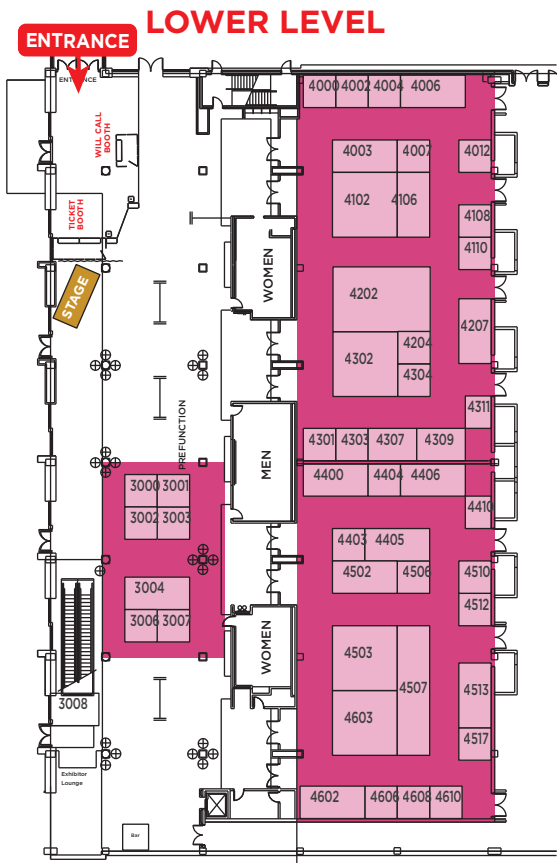 LOWER LEVEL
ENTRANCE
ENTRANCE
WILL CALL
BOOTH
TICKET
BOOTH
STAGE
PREFUNCTION
WOMEN
MEN
WOMEN
3000 3001
3002 3003
3004
3006 3007
3008
Exhibitor
Lounge
Bar
4000 4002 4004 4006
4003 4007 4012
4102 4106
4108
4110
4202
4207
4204
4302
4304
4311
4301 4303 4307 4309
4400 4404 4406
4410
4403 4405
4502 4506 4510
4512
4503
4507
4513
4603
4517
4602 4606 4608 4610